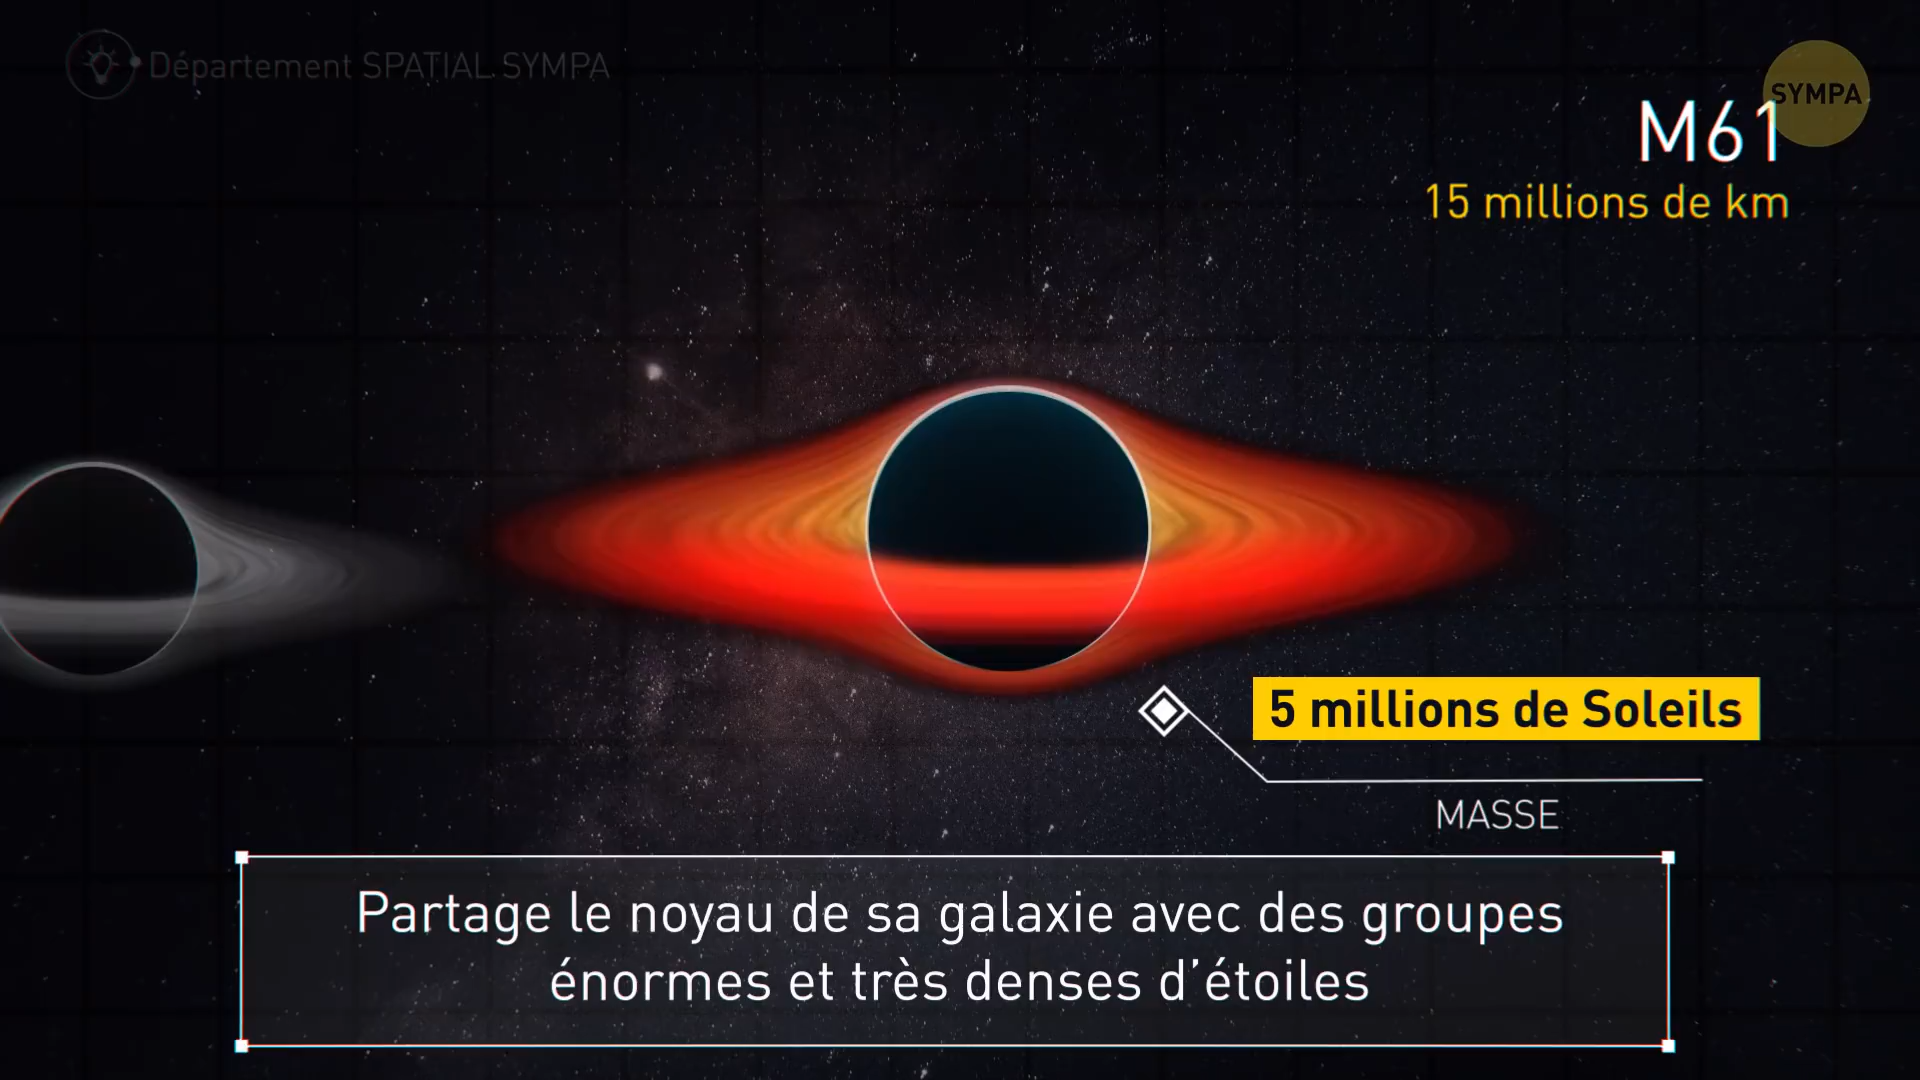 Département SPATIAL SYMPA
SYMPA
M61
15 millions de km
5 millions de Soleils
MASSE
Partage le noyau de sa galaxie avec des groupes
énormes et très denses d’étoiles